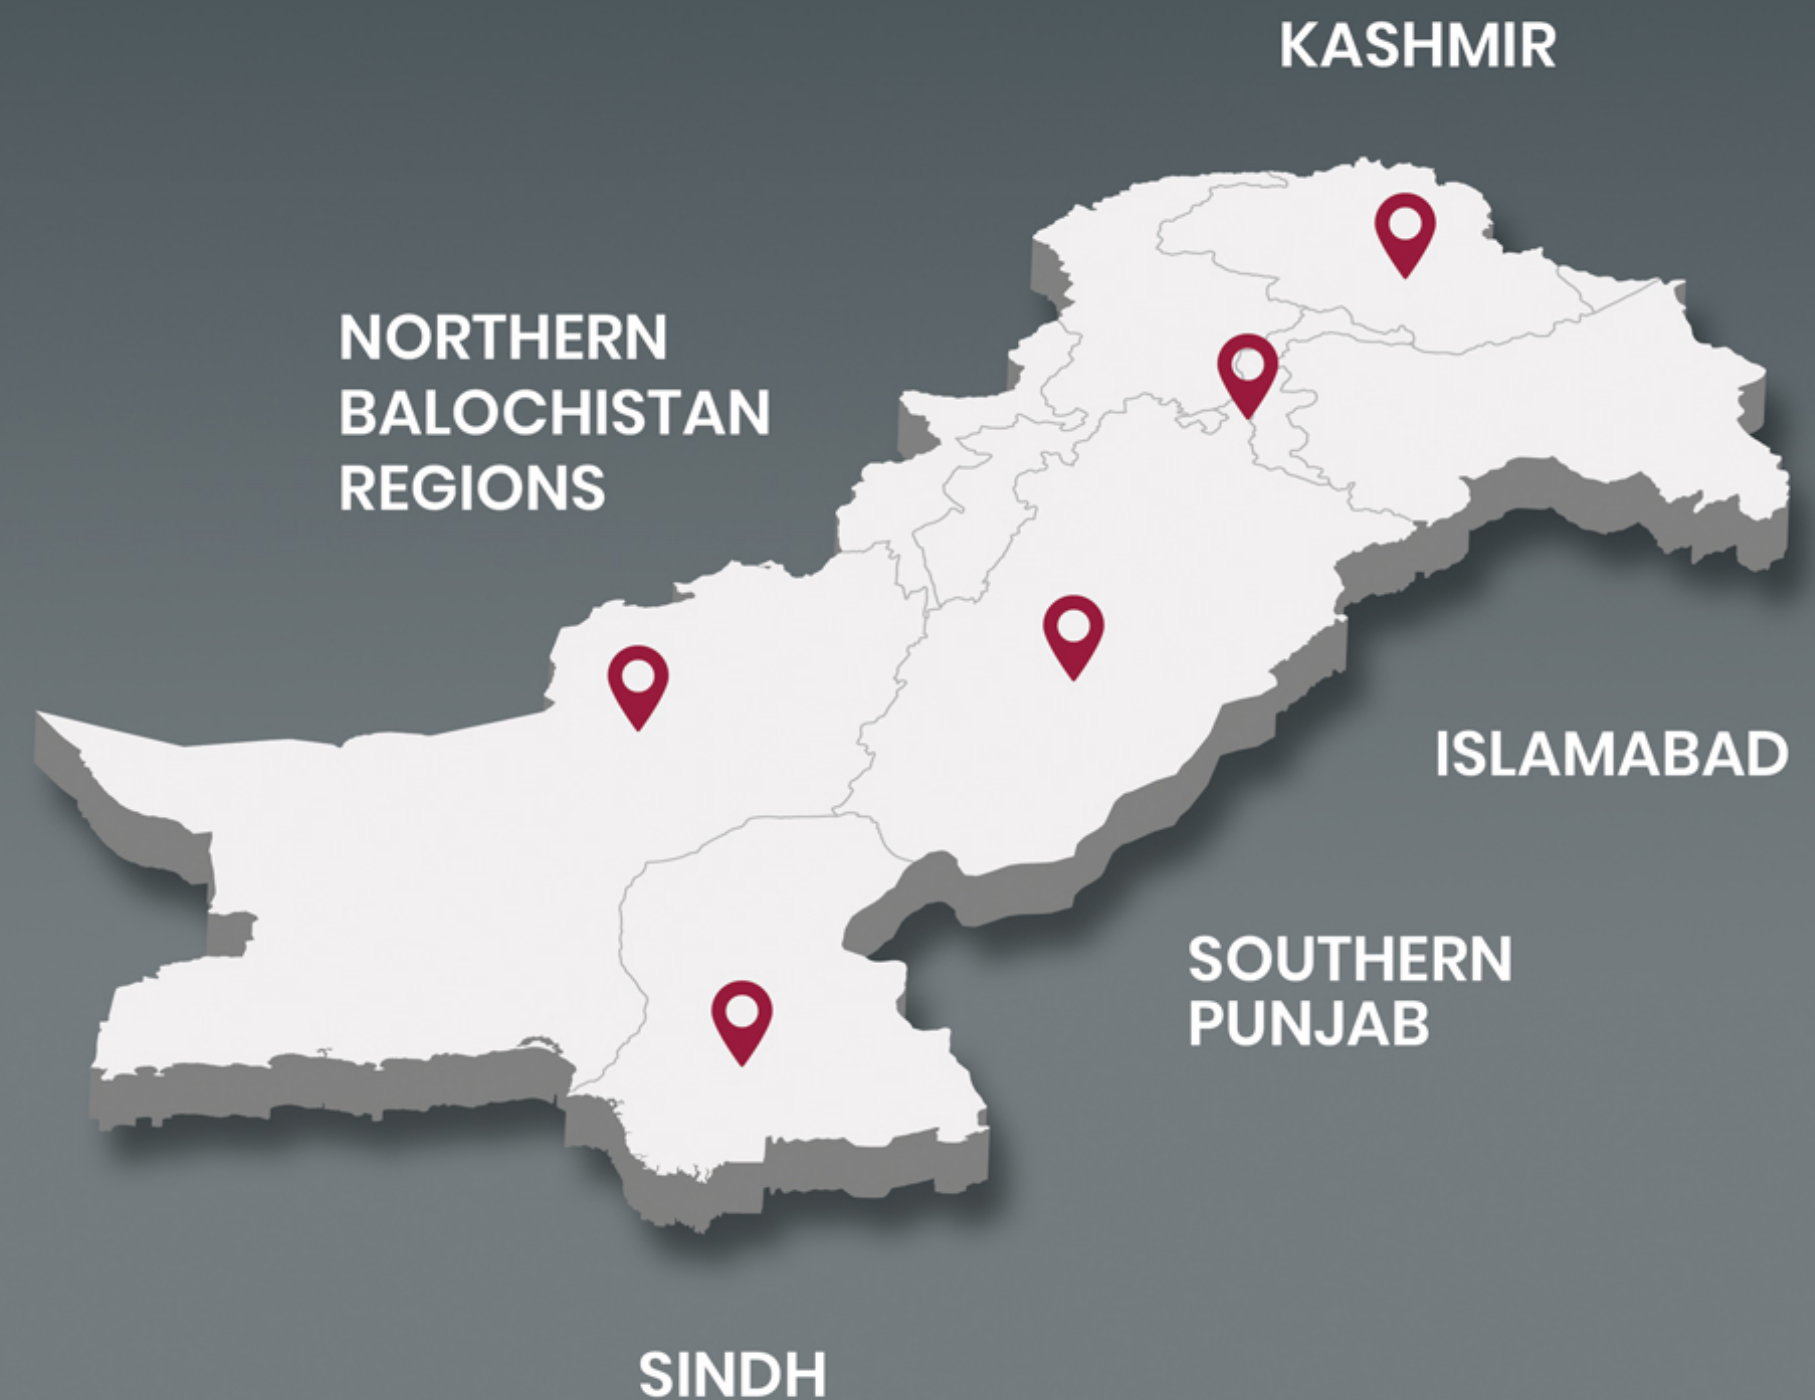 KASHMIR
NORTHERN
BALOCHISTAN
REGIONS
ISLAMABAD
SOUTHERN
PUNJAB
SINDH